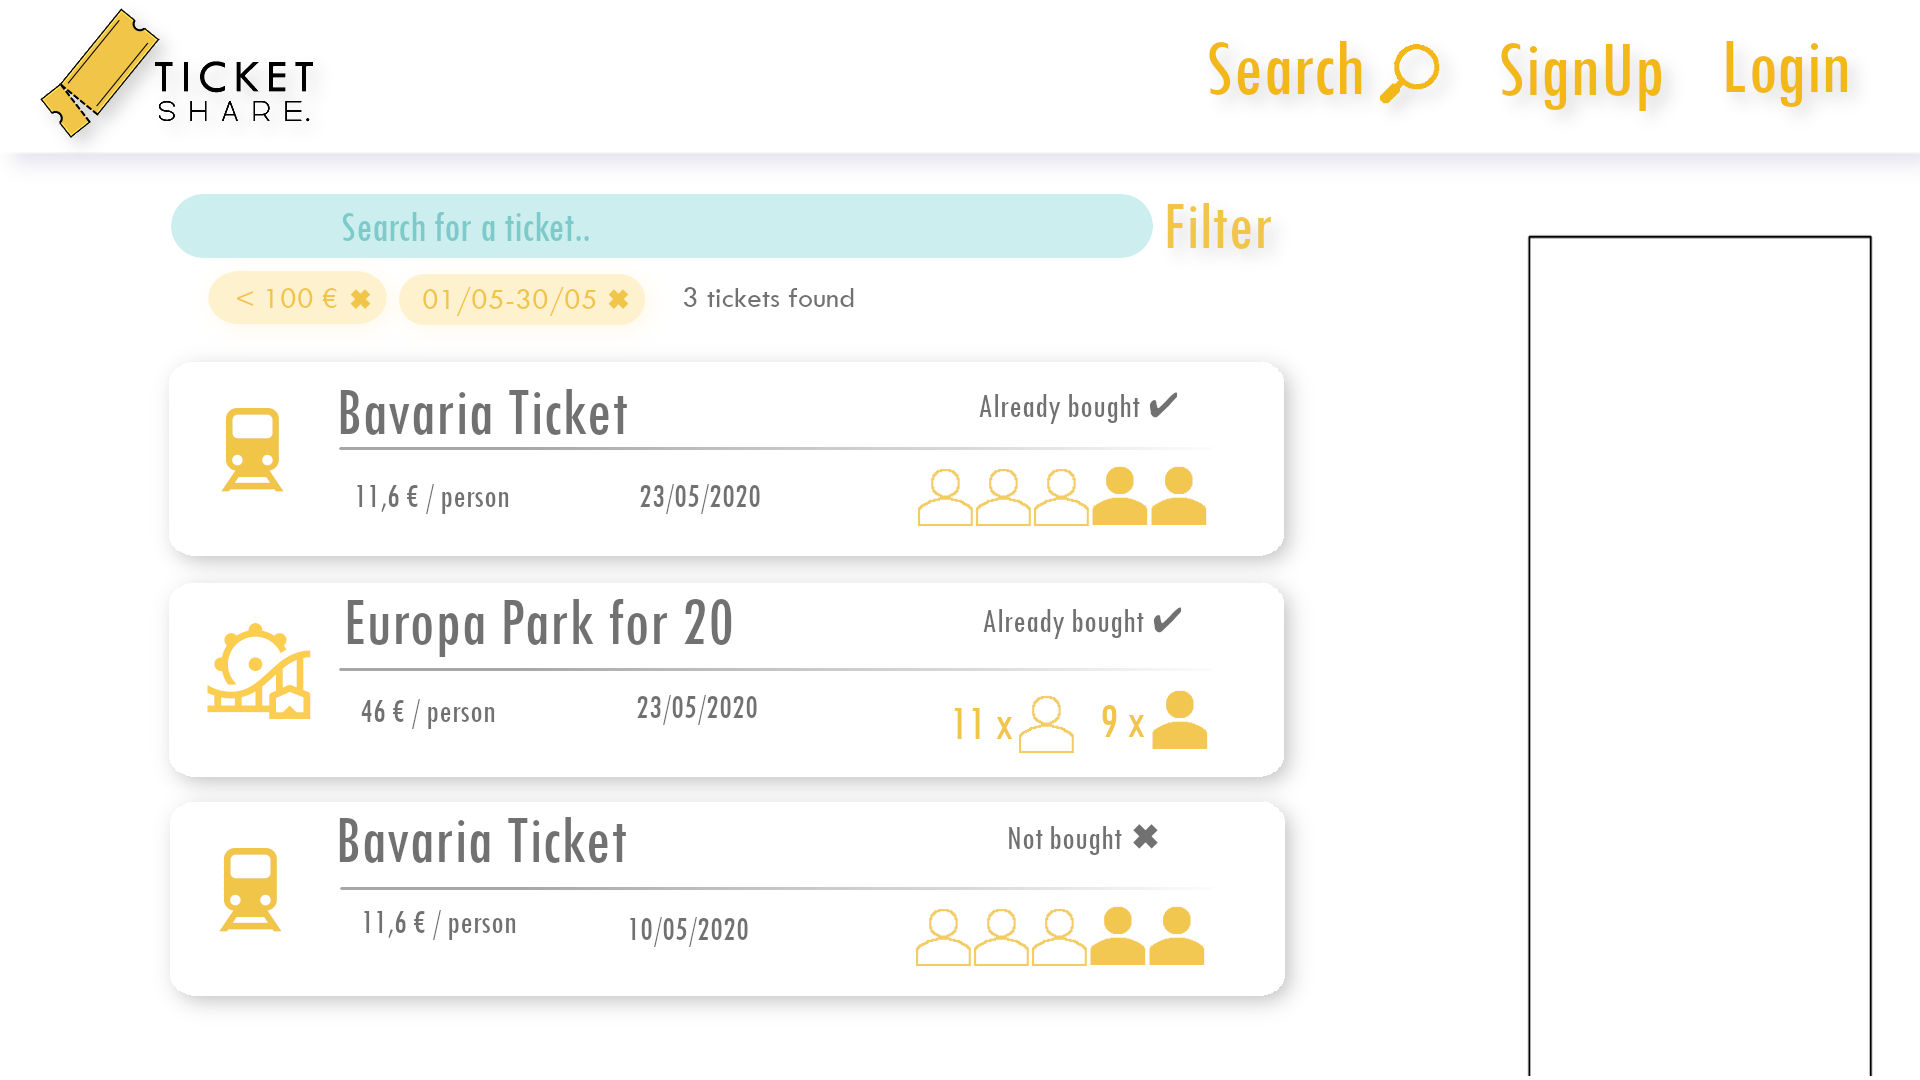 TICKET
SHARE.
Search
SignUp
Login
Search for a ticket..
Filter
< 100 € ✖
01/05-30/05 ✖
3 tickets found
Bavaria Ticket
Already bought ✔
11,6 € / person
23/05/2020
Europa Park for 20
Already bought ✔
46 € / person
23/05/2020
11 x
9 x
Bavaria Ticket
Not bought ✖
11,6 € / person
10/05/2020